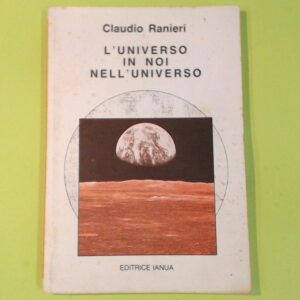 Claudio Ranieri
L'UNIVERSO
IN NOI
NELL'UNIVERSO
EDITRICE IANUA